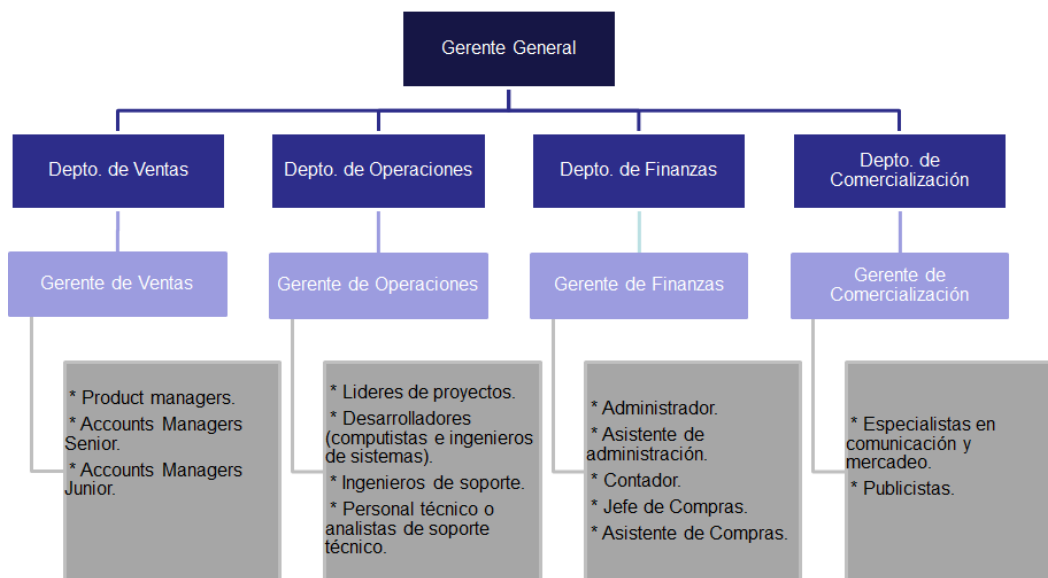 Gerente General
Depto. de Ventas
Depto. de Operaciones
Depto. de Finanzas
Depto. de
Comercialización
Gerente de Ventas
Gerente de Operaciones
Gerente de Finanzas
Gerente de
Comercialización
* Product managers.
* Accounts Managers
Senior.
* Accounts Managers
Junior.
* Lideres de proyectos.
* Desarrolladores
(computistas e ingenieros
de sistemas).
* Ingenieros de soporte.
* Personal técnico o
analistas de soporte
técnico.
* Administrador.
* Asistente de
administración.
* Contador.
* Jefe de Compras.
* Asistente de Compras.
* Especialistas en
comunicación y
mercadeo.
* Publicistas.